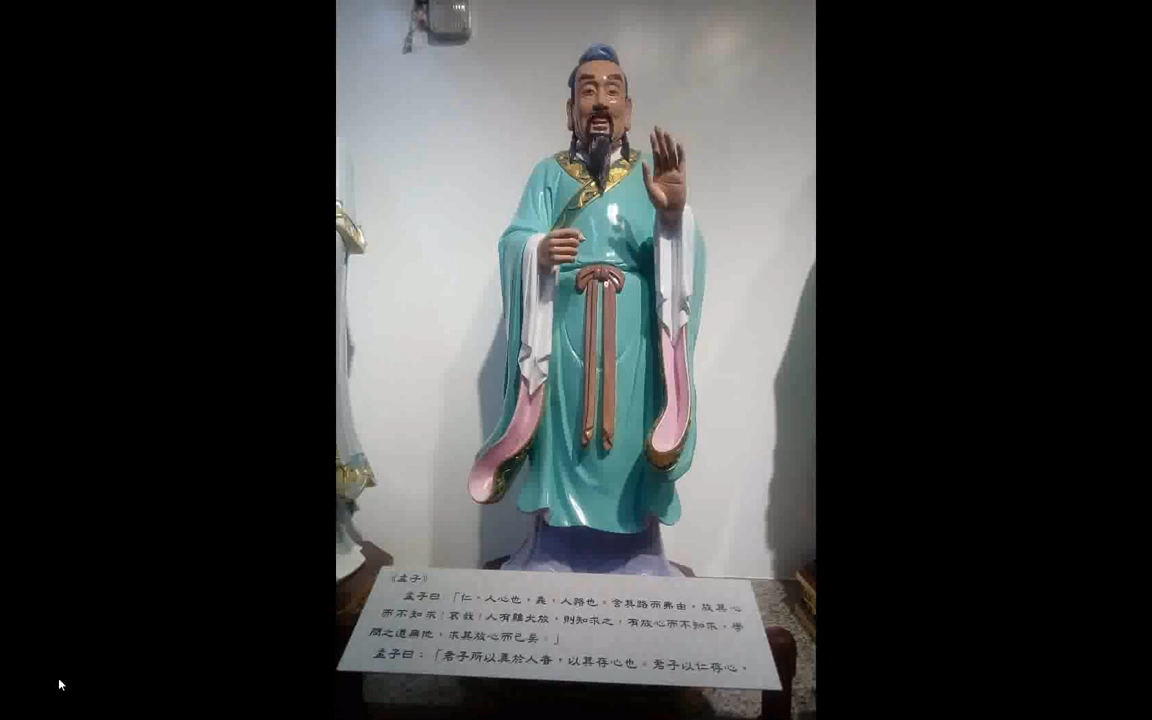 《孟子》
孟子曰：「仁，人心也，義，人路也。舍其路而弗由，放其心
而不知求，哀哉！人有雞犬放，則知求之，有放心而不知求，學
問之道無他，求其放心而已矣。」
孟子曰：「君子所以異於人者，以其存心也。君子以仁存心，